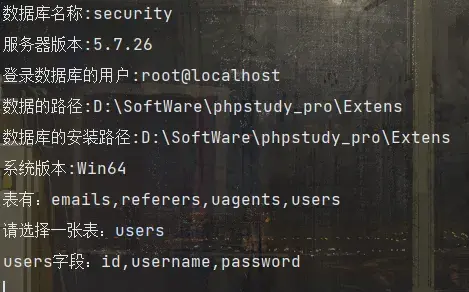 数据库名称:security
服务器版本:5.7.26
登录数据库的用户:root@localhost
数据的路径:D:\SoftWare\phpstudy_pro\Extens
数据库的安装路径:D:\SoftWare\phpstudy_pro\Extens
系统版本:Win64
表有：emails,referers,uagents,users
请选择一张表：users
users字段：id,username,password